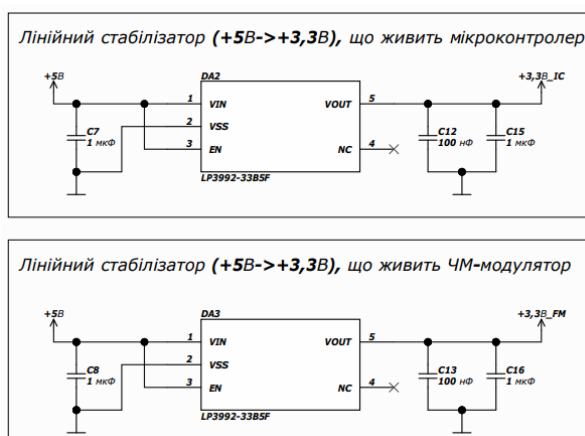 Лінійний стабілізатор (+5В->+3,3В), що живить мікроконтролер
+5В
DA2
+3,3В_IC
1 VIN
VOUT 5
2 VSS
C7
1 мкФ
C12
100 нФ
C15
1 мкФ
3 EN
NC 4
LP3992-33B5F
Лінійний стабілізатор (+5В->+3,3В), що живить ЧМ-модулятор
+5В
DA3
+3,3В_FM
1 VIN
VOUT 5
2 VSS
C8
1 мкФ
C13
100 нФ
C16
1 мкФ
3 EN
NC 4
LP3992-33B5F